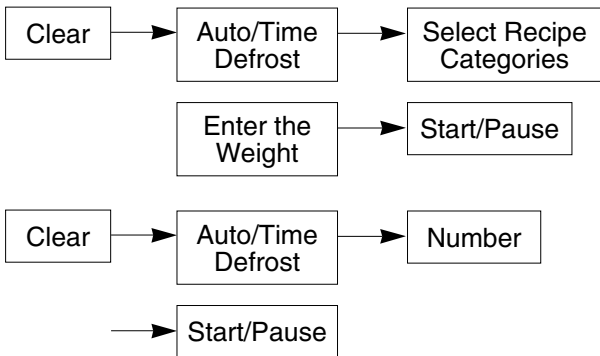 Clear
Auto/Time
Defrost
Select Recipe
Categories
Enter the
Weight
Start/Pause
Clear
Auto/Time
Defrost
Number
Start/Pause